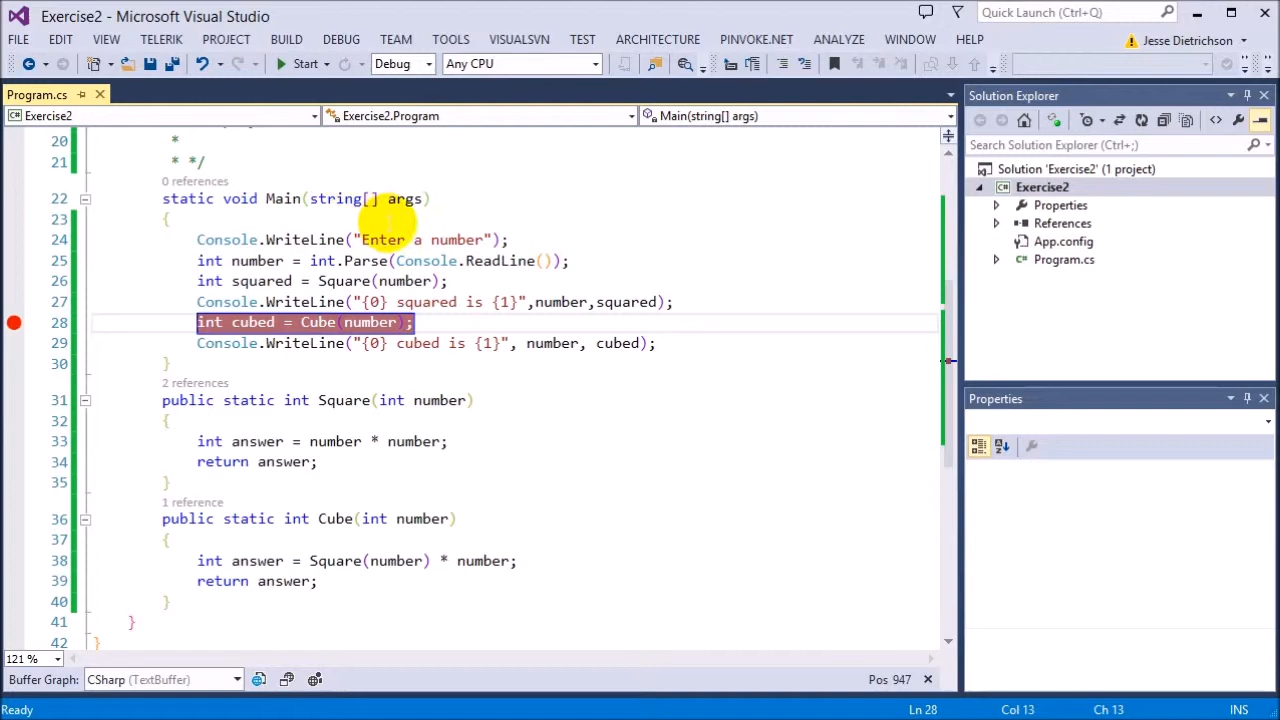 Exercise2 - Microsoft Visual Studio
Quick Launch (Ctrl+Q)
FILE EDIT VIEW TELERIK PROJECT BUILD DEBUG TEAM TOOLS VISUALSVN TEST ARCHITECTURE PINVOKE.NET ANALYZE WINDOW HELP
Jesse Dietrichson
Start Debug Any CPU
Program.cs
Exercise2 Exercise2.Program Main(string[] args)
20 *
21 * */
0 references
22 static void Main(string[] args)
23 {
24 Console.WriteLine("Enter a number");
25 int number = int.Parse(Console.ReadLine());
26 int squared = Square(number);
27 Console.WriteLine("{0} squared is {1}",number,squared);
28 int cubed = Cube(number);
29 Console.WriteLine("{0} cubed is {1}", number, cubed);
30 }
2 references
31 public static int Square(int number)
32 {
33 int answer = number * number;
34 return answer;
35 }
1 reference
36 public static int Cube(int number)
37 {
38 int answer = Square(number) * number;
39 return answer;
40 }
41 }
42 }
121 %
Buffer Graph: CSharp (TextBuffer) Pos 947
Solution Explorer
Search Solution Explorer (Ctrl+;)
Solution 'Exercise2' (1 project)
Exercise2
Properties
References
App.config
Program.cs
Properties
Ready Ln 28 Col 13 Ch 13 INS